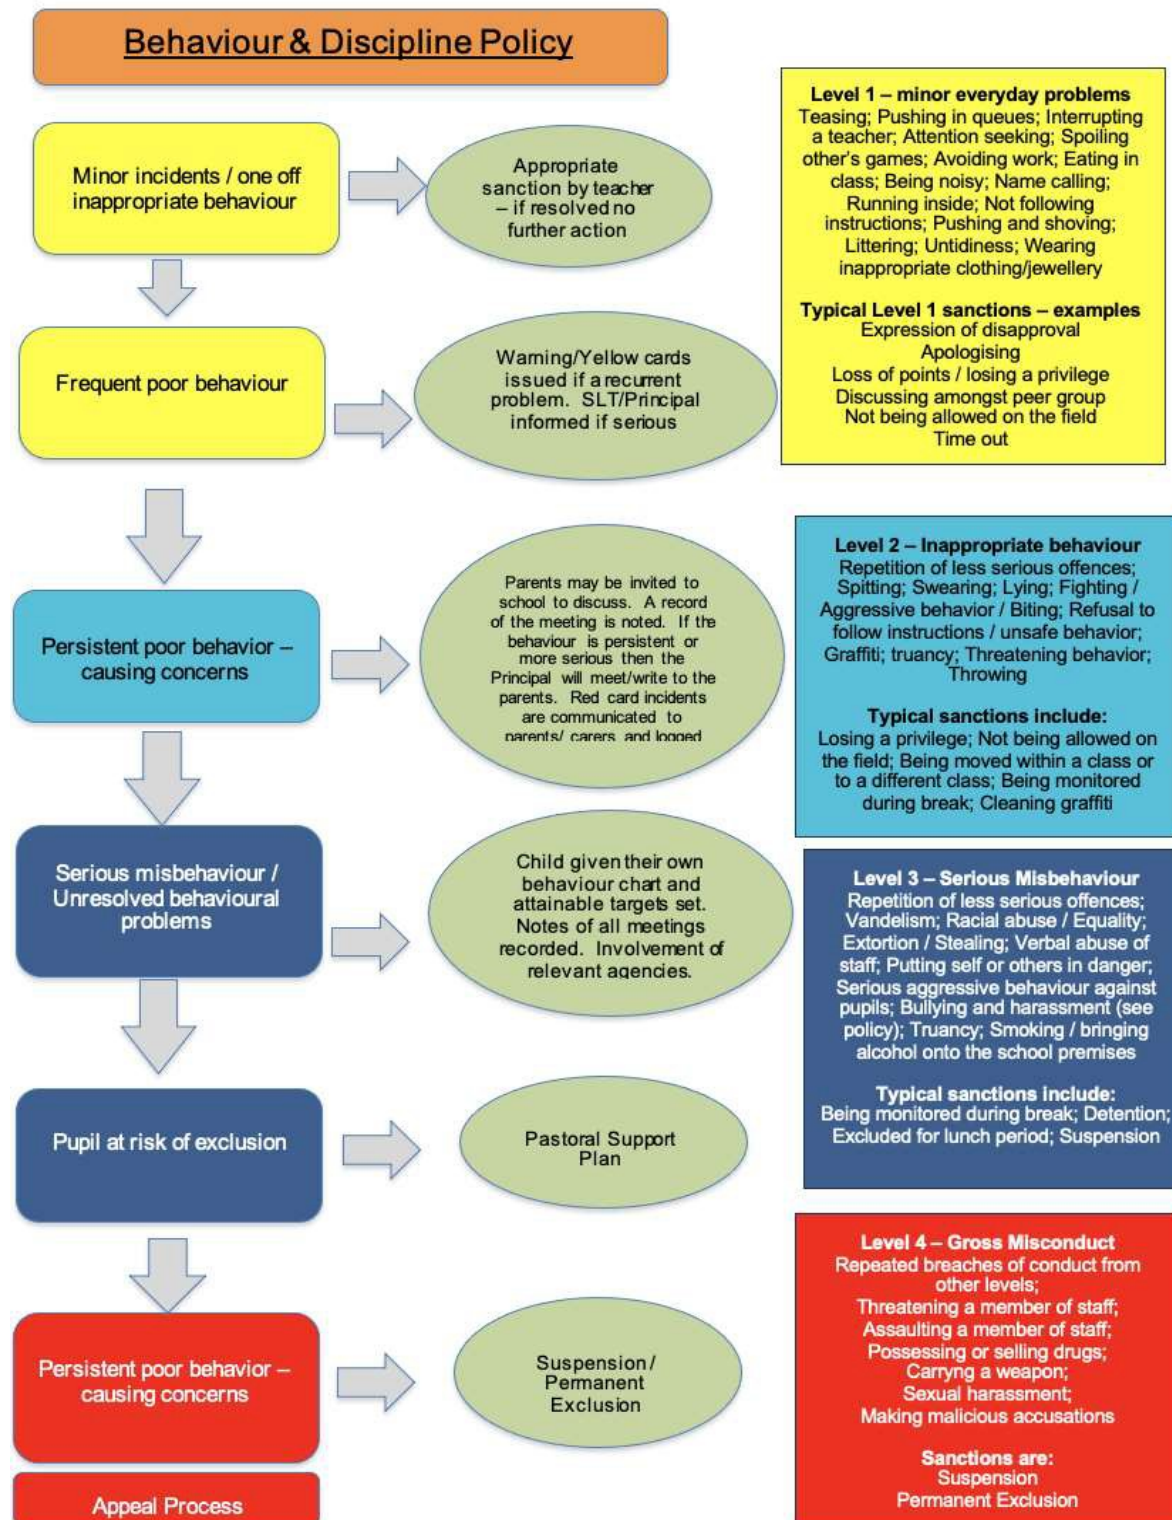 Behaviour & Discipline Policy
Minor incidents / one off
inappropriate behaviour
Appropriate
sanction by teacher
– if resolved no
further action
Frequent poor behaviour
Warning/Yellow cards
issued if a recurrent
problem. SLT/Principal
informed if serious
Persistent poor behavior –
causing concerns
Parents may be invited to
school to discuss. A record
of the meeting is noted. If the
behaviour is persistent or
more serious then the
Principal will meet/write to the
parents. Red card incidents
are communicated to
parents/ carers and logged
Serious misbehaviour /
Unresolved behavioural
problems
Child given their own
behaviour chart and
attainable targets set.
Notes of all meetings
recorded. Involvement of
relevant agencies.
Pupil at risk of exclusion
Pastoral Support
Plan
Persistent poor behavior –
causing concerns
Suspension /
Permanent
Exclusion
Appeal Process
Level 1 – minor everyday problems
Teasing; Pushing in queues; Interrupting
a teacher; Attention seeking; Spoiling
other's games; Avoiding work; Eating in
class; Being noisy; Name calling;
Running inside; Not following
instructions; Pushing and shoving;
Littering; Untidiness; Wearing
inappropriate clothing/jewellery
Typical Level 1 sanctions – examples
Expression of disapproval
Apologising
Loss of points / losing a privilege
Discussing amongst peer group
Not being allowed on the field
Time out
Level 2 – Inappropriate behaviour
Repetition of less serious offences;
Spitting; Swearing; Lying; Fighting /
Aggressive behavior / Biting; Refusal to
follow instructions / unsafe behavior;
Graffiti; truancy; Threatening behavior;
Throwing
Typical sanctions include:
Losing a privilege; Not being allowed on
the field; Being moved within a class or
to a different class; Being monitored
during break; Cleaning graffiti
Level 3 – Serious Misbehaviour
Repetition of less serious offences;
Vandelism; Racial abuse / Equality;
Extortion / Stealing; Verbal abuse of
staff; Putting self or others in danger;
Serious aggressive behaviour against
pupils; Bullying and harassment (see
policy); Truancy; Smoking / bringing
alcohol onto the school premises
Typical sanctions include:
Being monitored during break; Detention;
Excluded for lunch period; Suspension
Level 4 – Gross Misconduct
Repeated breaches of conduct from
other levels;
Threatening a member of staff;
Assaulting a member of staff;
Possessing or selling drugs;
Carryng a weapon;
Sexual harassment;
Making malicious accusations
Sanctions are:
Suspension
Permanent Exclusion